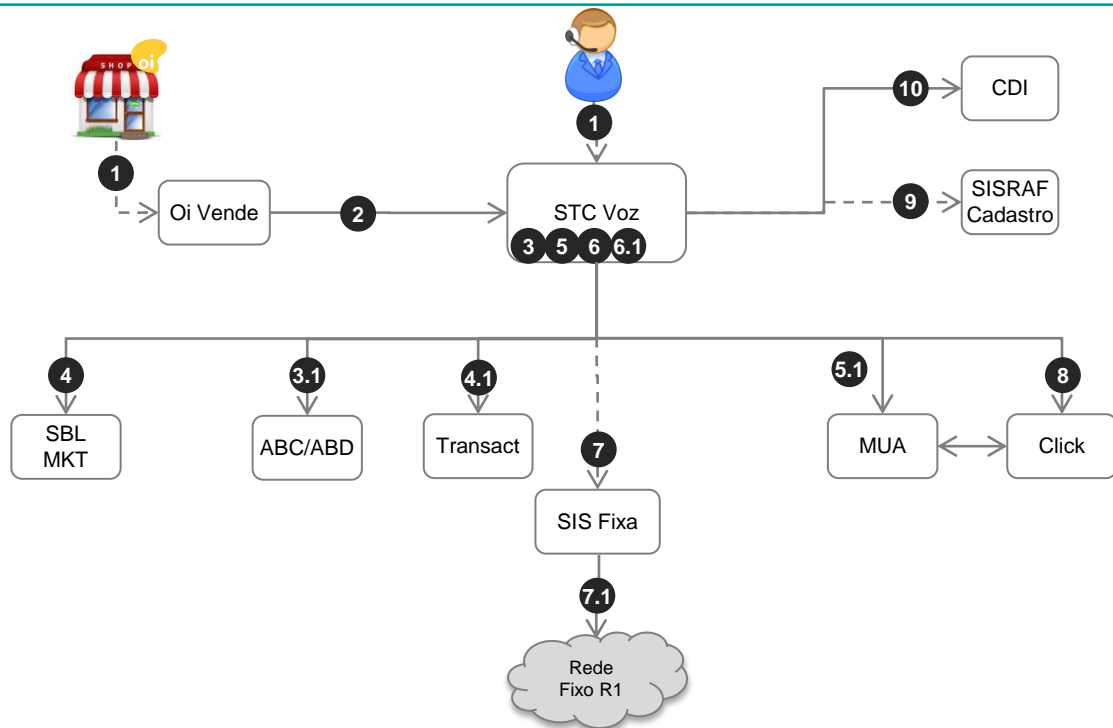 SHOP
oi
1
10
CDI
1
Oi Vende
2
STC Voz
3
5
6
6.1
9
SISRAF
Cadastro
4
3.1
4.1
5.1
8
SBL
MKT
ABC/ABD
Transact
7
MUA
Click
SIS Fixa
7.1
Rede
Fixo R1